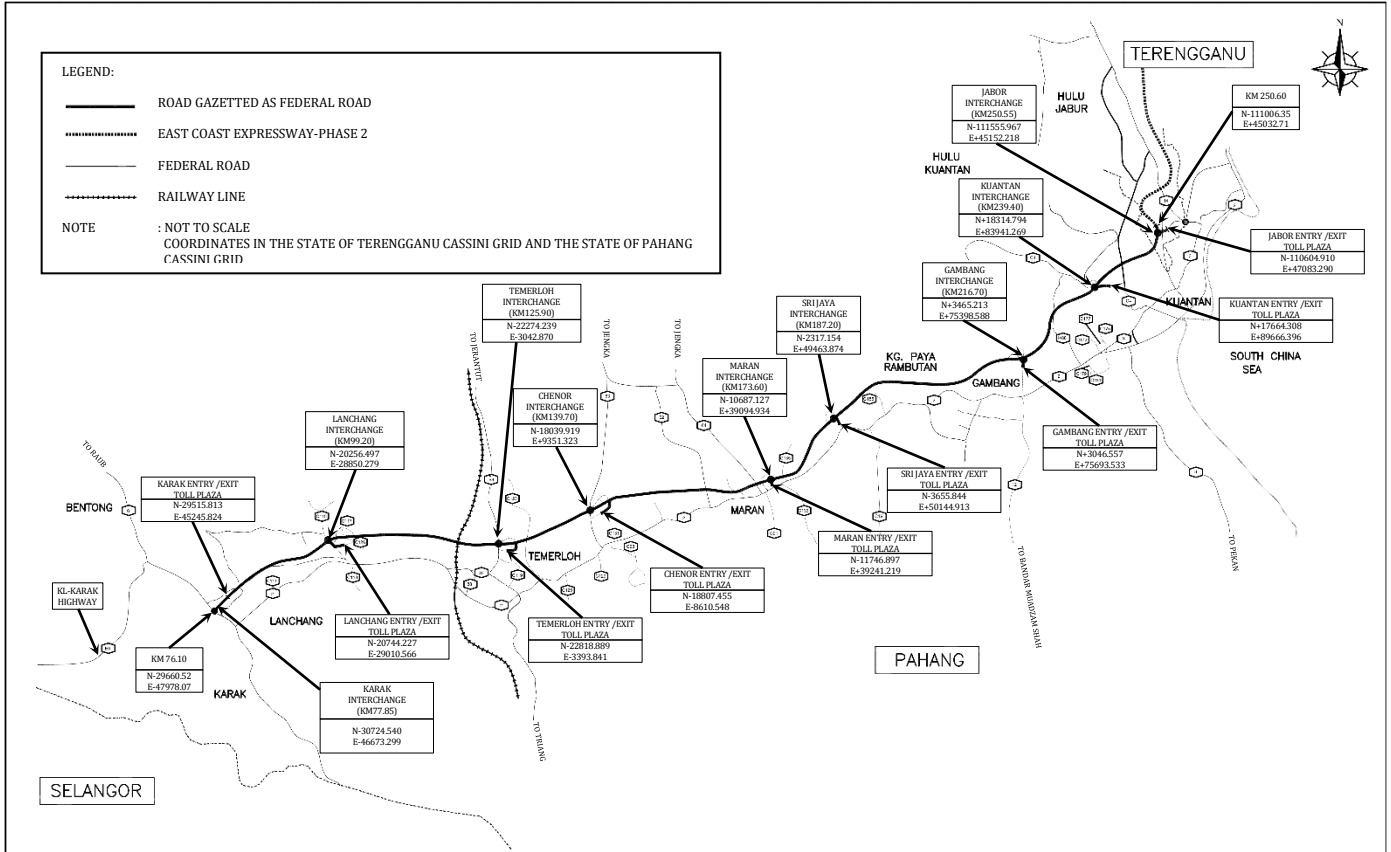 N
TERENGGANU
LEGEND:
ROAD GAZETTED AS FEDERAL ROAD
EAST COAST EXPRESSWAY-PHASE 2
FEDERAL ROAD
RAILWAY LINE
NOTE : NOT TO SCALE
COORDINATES IN THE STATE OF TERENGGANU CASSINI GRID AND THE STATE OF PAHANG
CASSINI GRID
JABOR
INTERCHANGE
(KM250.55)
N-111555.967
E+45152.218
HULU
JABUR
KM 250.60
N-111006.35
E+45032.71
HULU
KUANTAN
KUANTAN
INTERCHANGE
(KM239.40)
N+18314.794
E+83941.269
JABOR ENTRY /EXIT
TOLL PLAZA
N-110604.910
E+47083.290
GAMBANG
INTERCHANGE
(KM216.70)
N+3465.213
E+75398.588
KUANTAN
KUANTAN ENTRY /EXIT
TOLL PLAZA
N+17664.308
E+89666.396
SOUTH CHINA
SEA
TEMERLOH
INTERCHANGE
(KM125.90)
N-22274.239
E-3042.870
SRI JAYA
INTERCHANGE
(KM187.20)
N-2317.154
E+49463.874
TO JERANTUT
TO JENGKA
TO JENGKA
KG. PAYA
RAMBUTAN
GAMBANG
MARAN
INTERCHANGE
(KM173.60)
N-10687.127
E+39094.934
CHENOR
INTERCHANGE
(KM139.70)
N-18039.919
E+9351.323
LANCHANG
INTERCHANGE
(KM99.20)
N-20256.497
E-28850.279
GAMBANG ENTRY /EXIT
TOLL PLAZA
N+3046.557
E+75693.533
TO RAUB
SRI JAYA ENTRY /EXIT
TOLL PLAZA
N-3655.844
E+50144.913
KARAK ENTRY /EXIT
TOLL PLAZA
N-29515.813
E-45245.824
BENTONG
MARAN
MARAN ENTRY /EXIT
TOLL PLAZA
N-11746.897
E+39241.219
TEMERLOH
CHENOR ENTRY /EXIT
TOLL PLAZA
N-18807.455
E-8610.548
TO BANDAR MUADZAM SHAH
TO PEKAN
KL-KARAK
HIGHWAY
LANCHANG
LANCHANG ENTRY /EXIT
TOLL PLAZA
N-20744.227
E-29010.566
TEMERLOH ENTRY /EXIT
TOLL PLAZA
N-22818.889
E-3393.841
KM 76.10
N-29660.52
E-47978.07
PAHANG
KARAK
KARAK
INTERCHANGE
(KM77.85)
N-30724.540
E-46673.299
TO TRIANG
SELANGOR